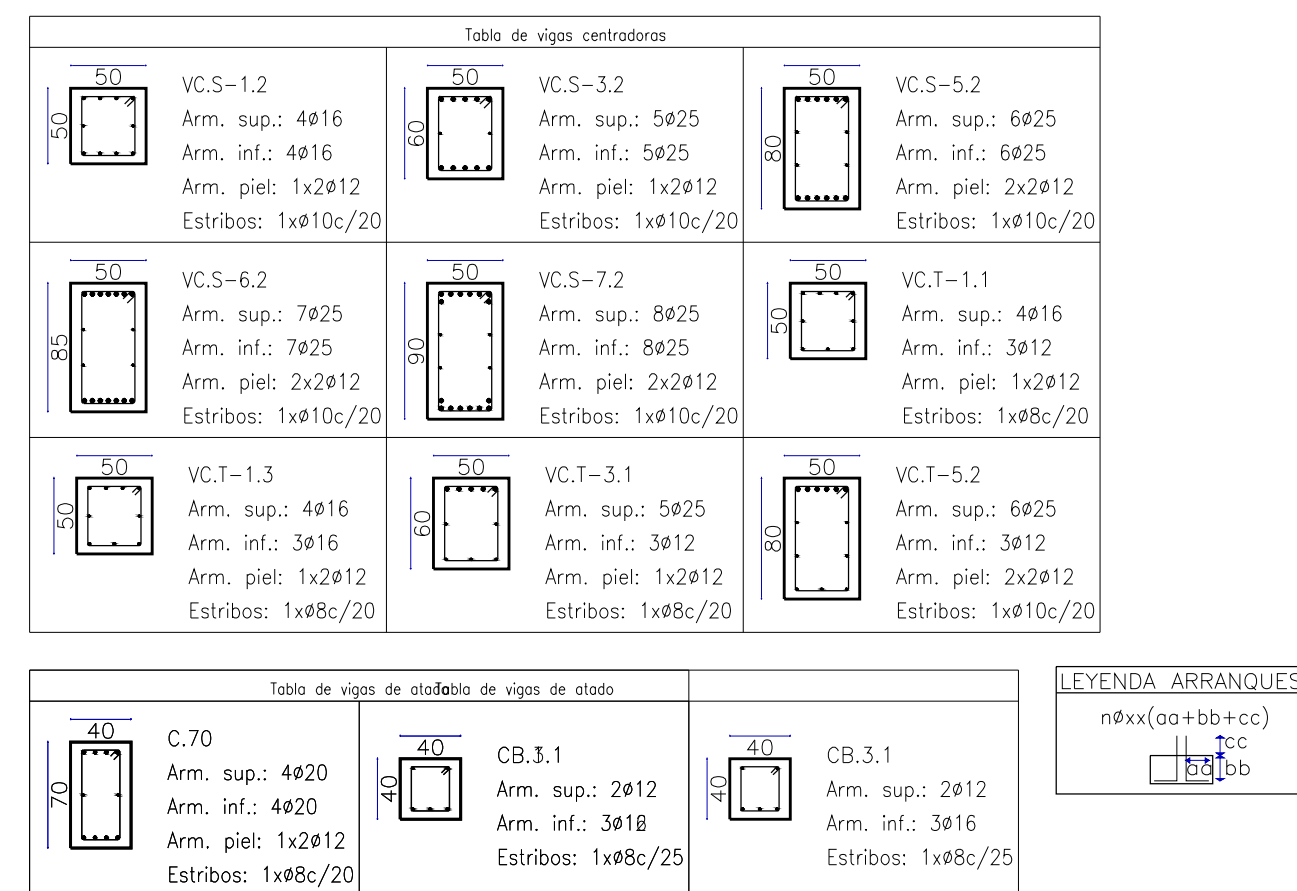 Tabla de vigas centradoras
50
50
VC.S-1.2
Arm. sup.: 4ø16
Arm. inf.: 4ø16
Arm. piel: 1x2ø12
Estribos: 1xø10c/20
50
60
VC.S-3.2
Arm. sup.: 5ø25
Arm. inf.: 5ø25
Arm. piel: 1x2ø12
Estribos: 1xø10c/20
50
80
VC.S-5.2
Arm. sup.: 6ø25
Arm. inf.: 6ø25
Arm. piel: 2x2ø12
Estribos: 1xø10c/20
50
85
VC.S-6.2
Arm. sup.: 7ø25
Arm. inf.: 7ø25
Arm. piel: 2x2ø12
Estribos: 1xø10c/20
50
90
VC.S-7.2
Arm. sup.: 8ø25
Arm. inf.: 8ø25
Arm. piel: 2x2ø12
Estribos: 1xø10c/20
50
50
VC.T-1.1
Arm. sup.: 4ø16
Arm. inf.: 3ø12
Arm. piel: 1x2ø12
Estribos: 1xø8c/20
50
50
VC.T-1.3
Arm. sup.: 4ø16
Arm. inf.: 3ø16
Arm. piel: 1x2ø12
Estribos: 1xø8c/20
50
60
VC.T-3.1
Arm. sup.: 5ø25
Arm. inf.: 3ø12
Arm. piel: 1x2ø12
Estribos: 1xø8c/20
50
80
VC.T-5.2
Arm. sup.: 6ø25
Arm. inf.: 3ø12
Arm. piel: 2x2ø12
Estribos: 1xø10c/20
Tabla de vigas de atado
Tabla de vigas de atado
40
70
C.70
Arm. sup.: 4ø20
Arm. inf.: 4ø20
Arm. piel: 1x2ø12
Estribos: 1xø8c/20
40
40
Arm. sup.: 2ø12
Arm. inf.:
Estribos: 1xø8c/25
40
40
CB.3.1
Arm. sup.: 2ø12
Arm. inf.: 3ø16
Estribos: 1xø8c/25
LEYENDA ARRANQUES
nøxx(aa+bb+cc)
cc
aa
bb